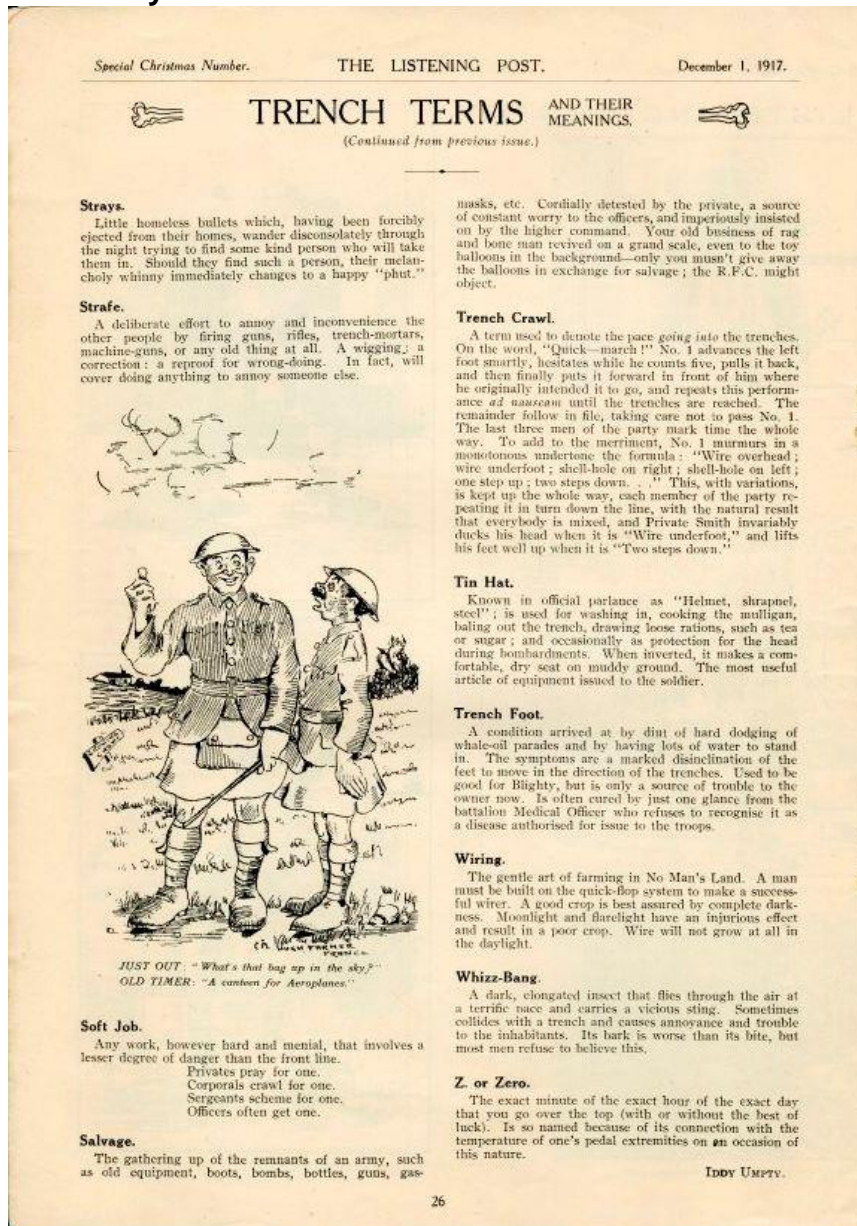 Special Christmas Number.
THE LISTENING POST.
December 1, 1917.
TRENCH TERMS AND THEIR MEANINGS.
(Continued from previous issue.)
Strays.
Little homeless bullets which, having been forcibly
ejected from their homes, wander disconsolately through
the night trying to find some kind person who will take
them in. Should they find such a person, their melan-
choly whinny immediately changes to a happy "phut."
Strafe.
A deliberate effort to annoy and inconvenience the
other people by firing guns, rifles, trench-mortars,
machine-guns, or any old thing at all. A wigging; a
correction: a reproof for wrong-doing. In fact, will
cover doing anything to annoy someone else.
HUGH FARMER
FRANCE
JUST OUT: "What's that bag up in the sky?"
OLD TIMER: "A canteen for Aeroplanes."
Soft Job.
Any work, however hard and menial, that involves a
lesser degree of danger than the front line.
Privates pray for one.
Corporals crawl for one.
Sergeants scheme for one.
Officers often get one.
Salvage.
The gathering up of the remnants of an army, such
as old equipment, boots, bombs, bottles, guns, gas-
masks, etc. Cordially detested by the private, a source
of constant worry to the officers, and imperiously insisted
on by the higher command. Your old business of rag
and bone man revived on a grand scale, even to the toy
balloons in the background—only you musn't give away
the balloons in exchange for salvage; the R.F.C. might
object.
Trench Crawl.
A term used to denote the pace going into the trenches.
On the word, "Quick—march!" No. 1 advances the left
foot smartly, hesitates while he counts five, pulls it back,
and then finally puts it forward in front of him where
he originally intended it to go, and repeats this perform-
ance ad nauseam until the trenches are reached. The
remainder follow in file, taking care not to pass No. 1.
The last three men of the party mark time the whole
way. To add to the merriment, No. 1 murmurs in a
monotonous undertone the formula: "Wire overhead;
wire underfoot; shell-hole on right; shell-hole on left;
one step up; two steps down. . ." This, with variations,
is kept up the whole way, each member of the party re-
peating it in turn down the line, with the natural result
that everybody is mixed, and Private Smith invariably
ducks his head when it is "Wire underfoot," and lifts
his feet well up when it is "Two steps down."
Tin Hat.
Known in official parlance as "Helmet, shrapnel,
steel"; is used for washing in, cooking the mulligan,
baling out the trench, drawing loose rations, such as tea
or sugar; and occasionally as protection for the head
during bombardments. When inverted, it makes a com-
fortable, dry seat on muddy ground. The most useful
article of equipment issued to the soldier.
Trench Foot.
A condition arrived at by dint of hard dodging of
whale-oil parades and by having lots of water to stand
in. The symptoms are a marked disinclination of the
feet to move in the direction of the trenches. Used to be
good for Blighty, but is only a source of trouble to the
owner now. Is often cured by just one glance from the
battalion Medical Officer who refuses to recognise it as
a disease authorised for issue to the troops.
Wiring.
The gentle art of farming in No Man's Land. A man
must be built on the quick-flop system to make a success-
ful wirer. A good crop is best assured by complete dark-
ness. Moonlight and flarelight have an injurious effect
and result in a poor crop. Wire will not grow at all in
the daylight.
Whizz-Bang.
A dark, elongated insect that flies through the air at
a terrific pace and carries a vicious sting. Sometimes
collides with a trench and causes annoyance and trouble
to the inhabitants. Its bark is worse than its bite, but
most men refuse to believe this.
Z. or Zero.
The exact minute of the exact hour of the exact day
that you go over the top (with or without the best of
luck). Is so named because of its connection with the
temperature of one's pedal extremities on an occasion of
this nature.
IDDY UMPTY.
26